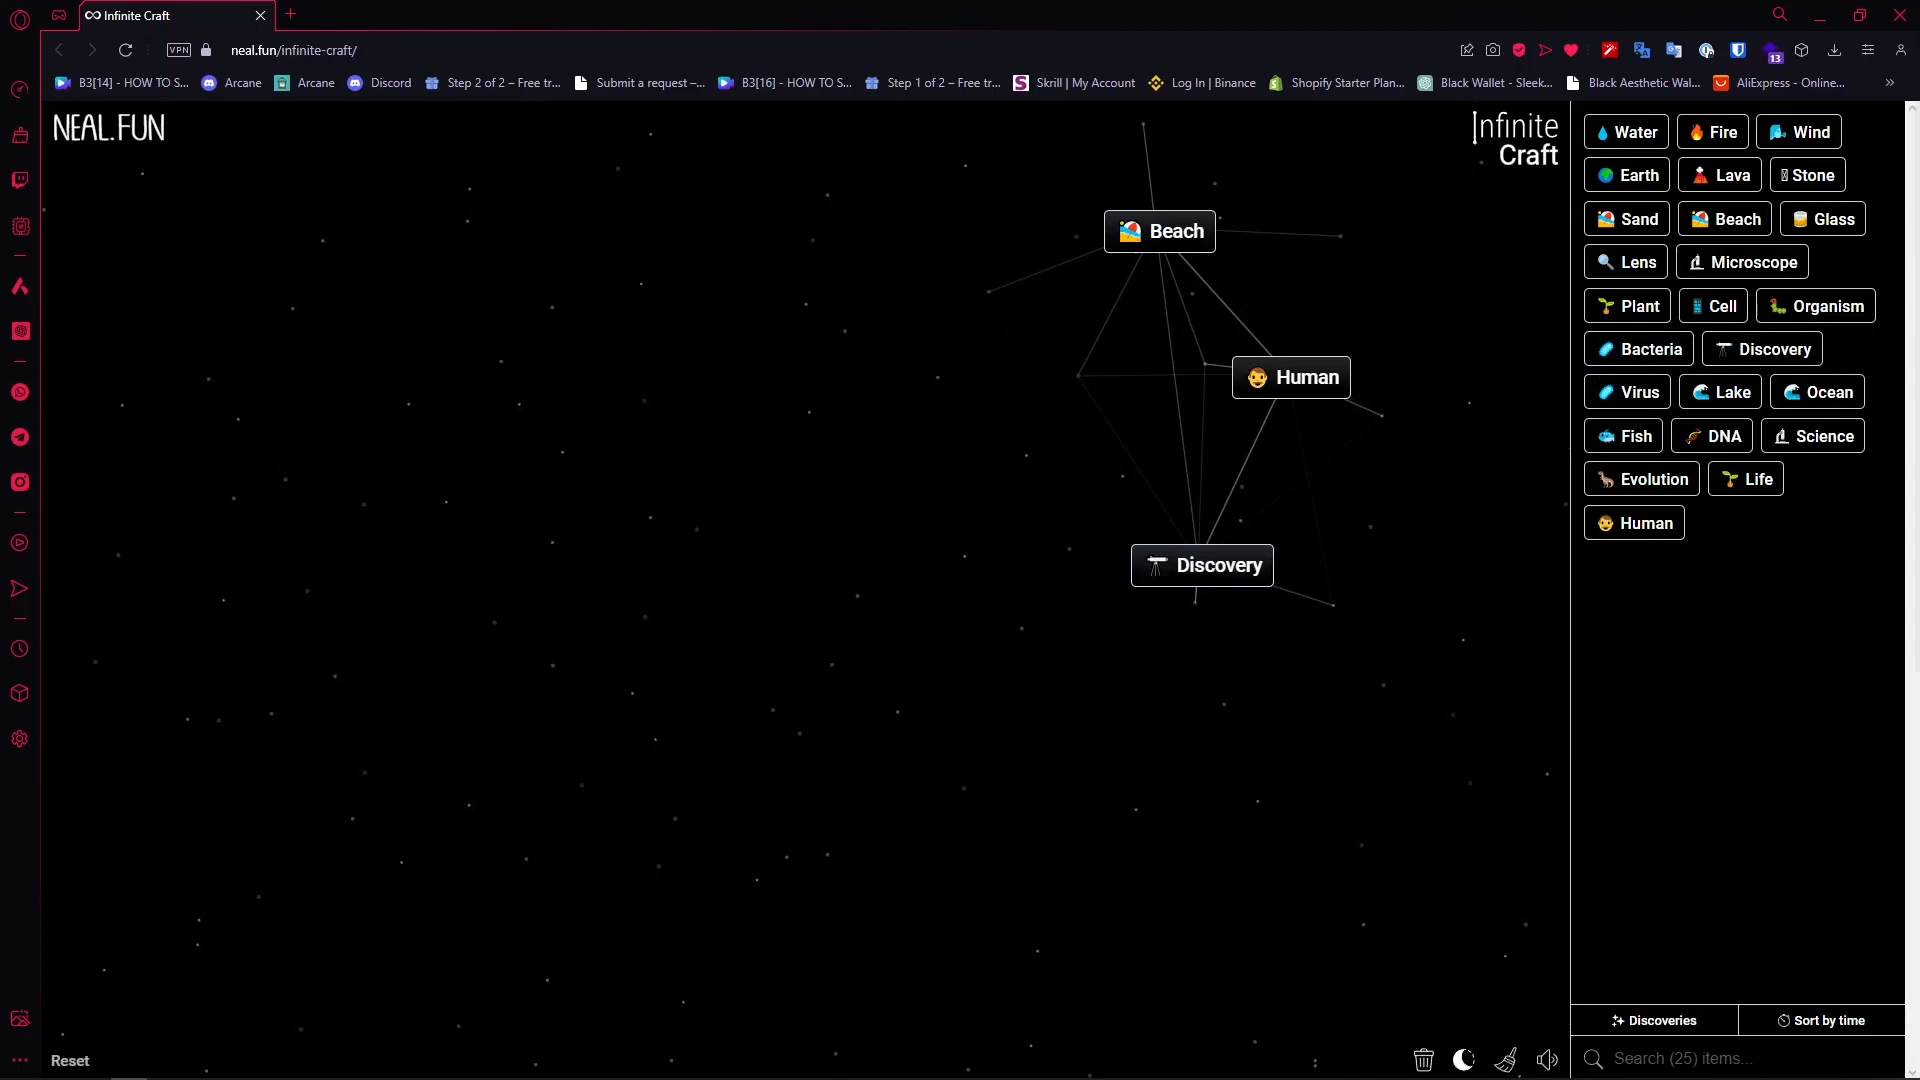 Infinite Craft
VPN neal.fun/infinite-craft/
13
B3[14] - HOW TO S... Arcane Arcane Discord Step 2 of 2 – Free tr... Submit a request –... B3[16] - HOW TO S... Step 1 of 2 – Free tr... Skrill | My Account Log In | Binance Shopify Starter Plan,... Black Wallet - Sleek... Black Aesthetic Wal... AliExpress - Online...
NEAL.FUN
Infinite
Craft
Water Fire Wind
Earth Lava Stone
Sand Beach Glass
Lens Microscope
Plant Cell Organism
Bacteria Discovery
Virus Lake Ocean
Fish DNA Science
Evolution Life
Human
Beach
Human
Discovery
Discoveries Sort by time
Reset
Search (25) items...